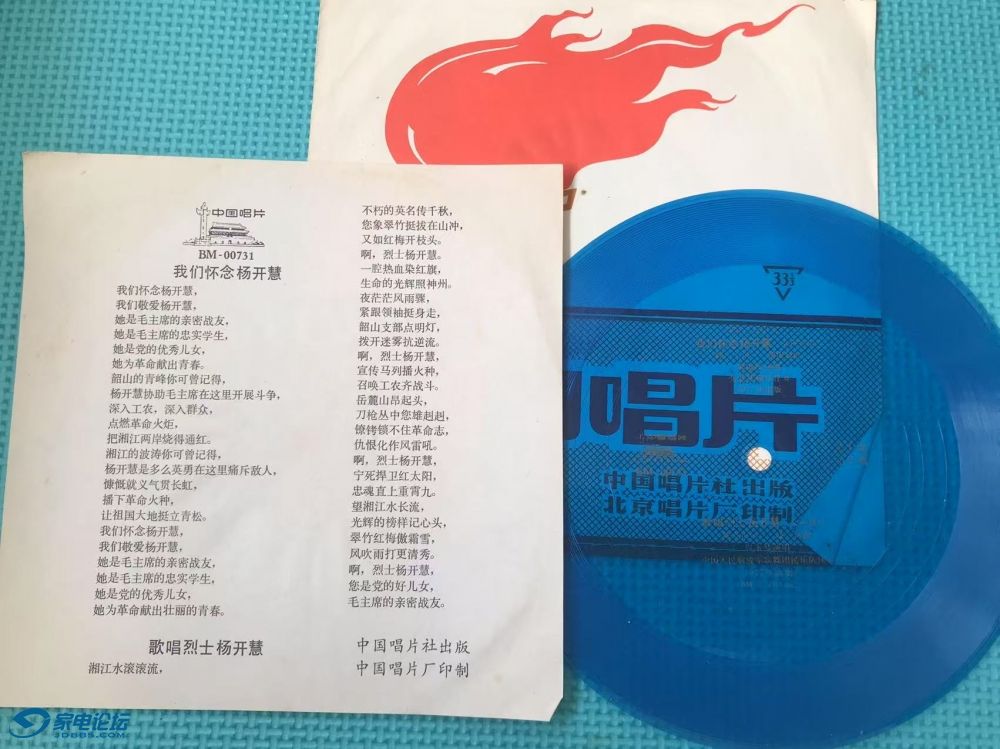 中国唱片
BM-00731
我们怀念杨开慧
我们怀念杨开慧，
我们敬爱杨开慧，
她是毛主席的亲密战友，
她是毛主席的忠实学生，
她是党的优秀儿女，
她为革命献出青春。
韶山的青峰你可曾记得，
杨开慧协助毛主席在这里开展斗争，
深入工农，深入群众，
点燃革命火炬，
把湘江两岸烧得通红。
湘江的波涛你可曾记得，
杨开慧是多么英勇在这里痛斥敌人，
慷慨就义气贯长虹，
播下革命火种，
让祖国大地挺立青松。
我们怀念杨开慧，
我们敬爱杨开慧，
她是毛主席的亲密战友，
她是毛主席的忠实学生，
她是党的优秀儿女，
她为革命献出壮丽的青春。
歌唱烈士杨开慧
湘江水滚滚流，
不朽的英名传千秋，
您象翠竹挺拔在山冲，
又如红梅开枝头。
啊，烈士杨开慧，
一腔热血染红旗，
生命的光辉照神州。
夜茫茫风雨骤，
紧跟领袖挺身走，
韶山支部点明灯，
拨开迷雾抗逆流。
啊，烈士杨开慧，
宣传马列播火种，
召唤工农齐战斗。
岳麓山昂起头，
刀枪丛中您雄赳赳，
镣铐锁不住革命志，
仇恨化作风雷吼。
啊，烈士杨开慧，
宁死捍卫红太阳，
忠魂直上重霄九。
望湘江水长流，
光辉的榜样记心头，
翠竹红梅傲霜雪，
风吹雨打更清秀。
啊，烈士杨开慧，
您是党的好儿女，
毛主席的亲密战友。
中国唱片社出版
中国唱片厂印制
33⅓
唱片
中国唱片社出版
北京唱片厂印制
家电论坛
3DBBS.COM